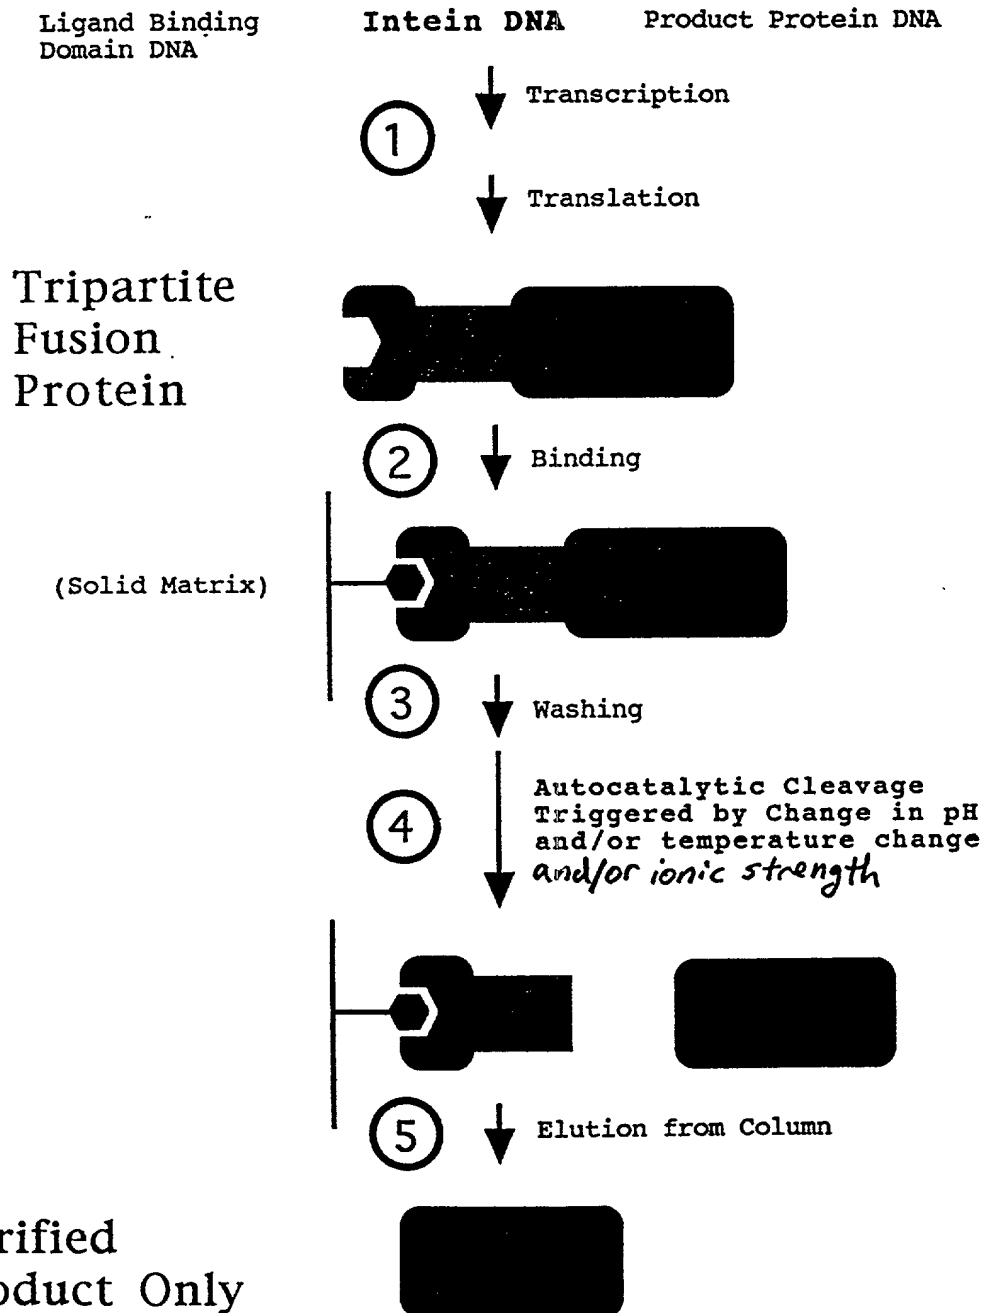 Ligand Binding
Domain DNA
Intein DNA
Product Protein DNA
Transcription
1
Translation
Tripartite
Fusion
Protein
2
Binding
(Solid Matrix)
3
Washing
4
Autocatalytic Cleavage
Triggered by Change in pH
and/or temperature change
and/or ionic strength
5
Elution from Column
rified
oduct Only